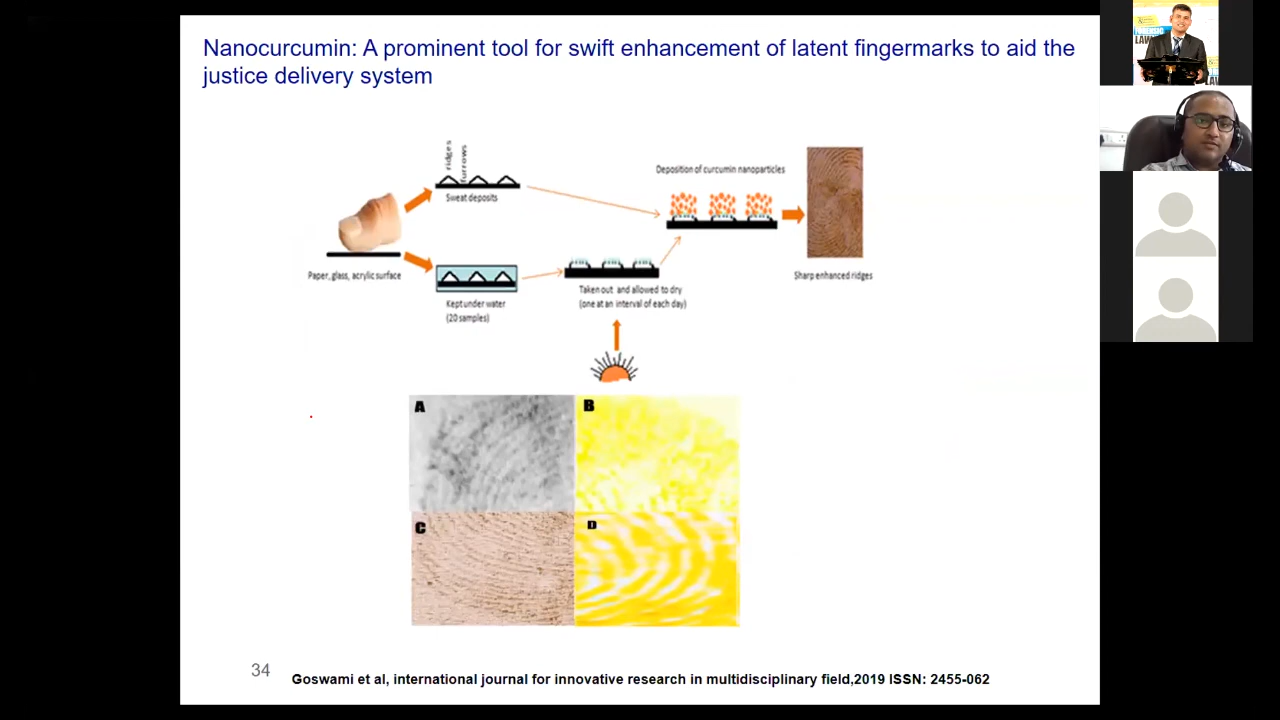 Nanocurcumin: A prominent tool for swift enhancement of latent fingermarks to aid the
justice delivery system
ridges
furrows
Sweat deposits
Deposition of curcumin nanoparticles
Paper, glass, acrylic surface
Kept under water
(20 samples)
Taken out and allowed to dry
(one at an interval of each day)
Sharp enhanced ridges
A
B
C
D
34
Goswami et al, international journal for innovative research in multidisciplinary field,2019 ISSN: 2455-062
LAW
LAW